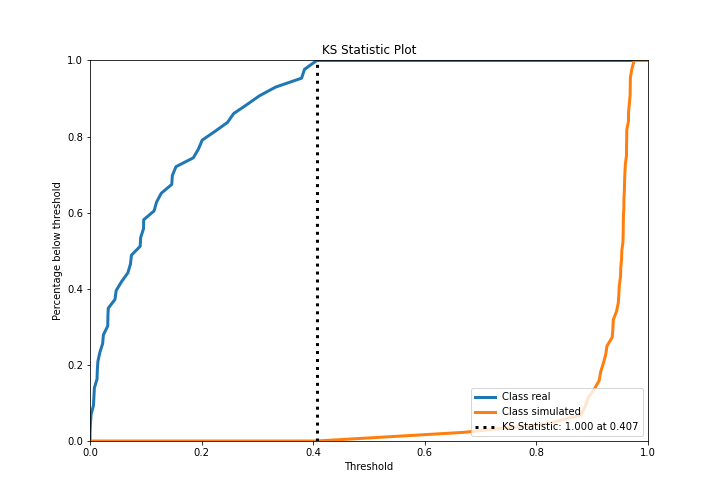 KS Statistic Plot
Percentage below threshold
1.0
0.8
0.6
0.4
0.2
0.0
Class real
Class simulated
KS Statistic: 1.000 at 0.407
0.0 0.2 0.4 0.6 0.8 1.0
Threshold